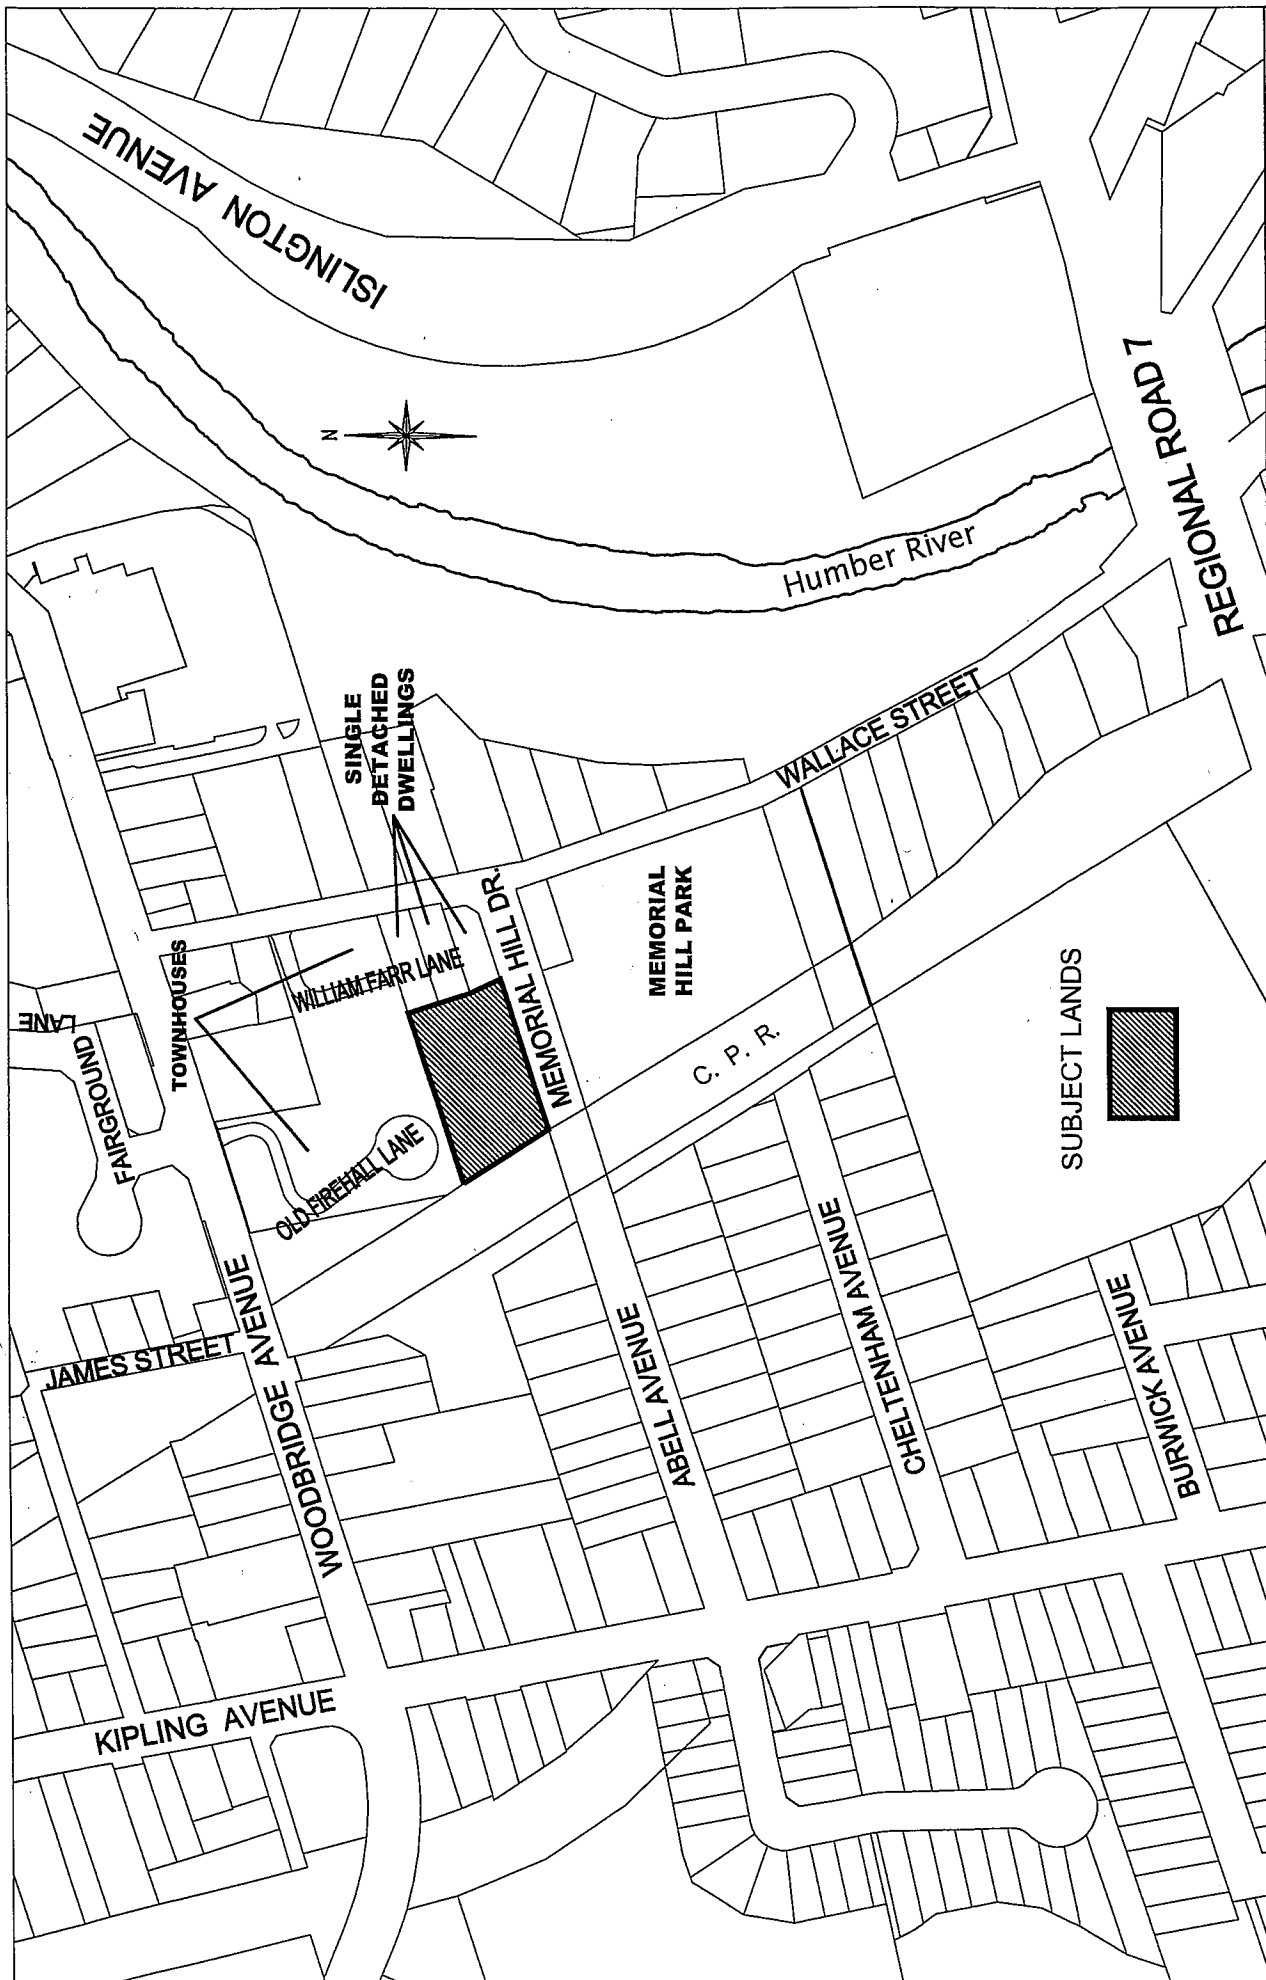 ISLINGTON AVENUE
N
Humber River
REGIONAL ROAD 7
SINGLE
DETACHED
DWELLINGS
WALLACE STREET
TOWNHOUSES
WILLIAM FARR LANE
MEMORIAL HILL DR.
MEMORIAL
HILL PARK
LANE
FAIRGROUND
OLD FIREHALL LANE
C. P. R.
SUBJECT LANDS
JAMES STREET
WOODBRIDGE AVENUE
ABELL AVENUE
CHELTENHAM AVENUE
BURWICK AVENUE
KIPLING AVENUE